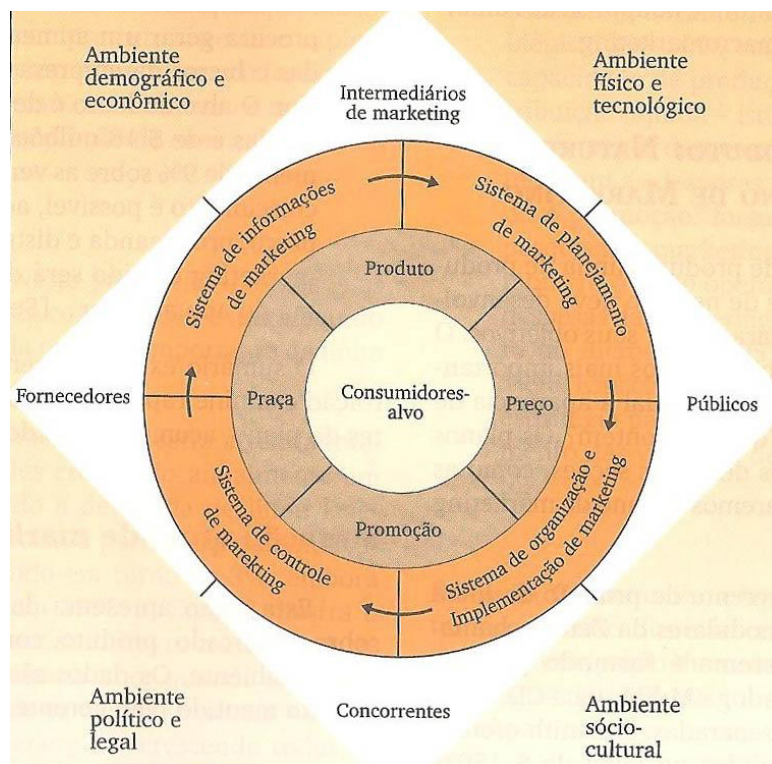 Ambiente
demográfico e
econômico
Ambiente
físico e
tecnológico
Intermediários
de marketing
Sistema de informações
de marketing
Sistema de planejamento
de marketing
Produto
Fornecedores
Praça
Consumidores-
alvo
Preço
Públicos
Promoção
Sistema de controle
de marekting
Sistema de organização e
Implementação de marketing
Ambiente
político e
legal
Concorrentes
Ambiente
sócio-
cultural